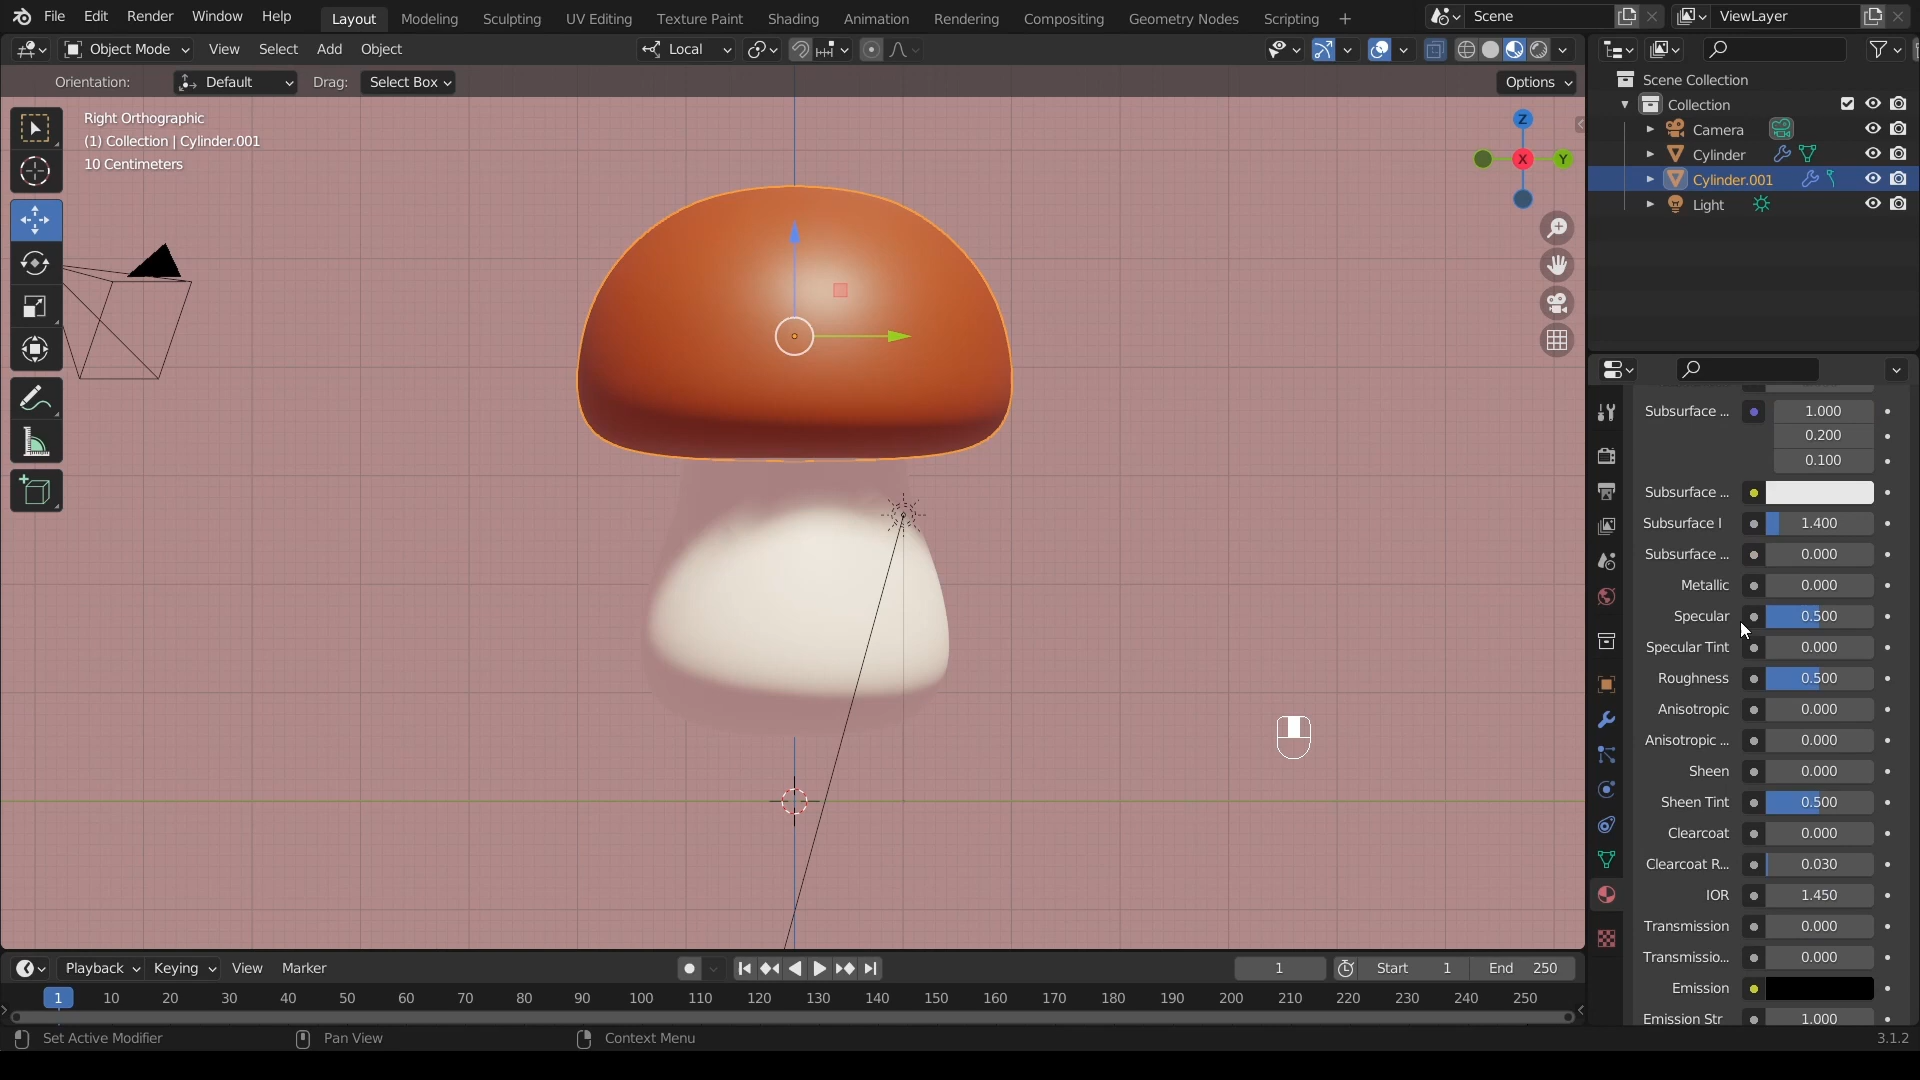 File Edit Render Window Help Layout Modeling Sculpting UV Editing Texture Paint Shading Animation Rendering Compositing Geometry Nodes Scripting Scene ViewLayer
Object Mode View Select Add Object Local
Orientation: Default Drag: Select Box Options
Right Orthographic
(1) Collection | Cylinder.001
10 Centimeters
Z
X
Y
Scene Collection
Collection
Camera
Cylinder
Cylinder.001
Light
Subsurface ... 1.000
0.200
0.100
Subsurface ...
Subsurface I 1.400
Subsurface ... 0.000
Metallic 0.000
Specular 0.500
Specular Tint 0.000
Roughness 0.500
Anisotropic 0.000
Anisotropic ... 0.000
Sheen 0.000
Sheen Tint 0.500
Clearcoat 0.000
Clearcoat R... 0.030
IOR 1.450
Transmission 0.000
Transmissio... 0.000
Emission
Emission Str 1.000
Playback Keying View Marker 1 Start 1 End 250
1 10 20 30 40 50 60 70 80 90 100 110 120 130 140 150 160 170 180 190 200 210 220 230 240 250
Set Active Modifier Pan View Context Menu 3.1.2